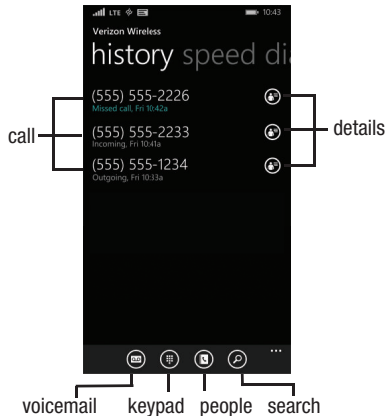 LTE 10:43
Verizon Wireless
history speed di
(555) 555-2226
Missed call, Fri 10:42a
(555) 555-2233
Incoming, Fri 10:41a
(555) 555-1234
Outgoing, Fri 10:33a
call
details
...
voicemail keypad people search